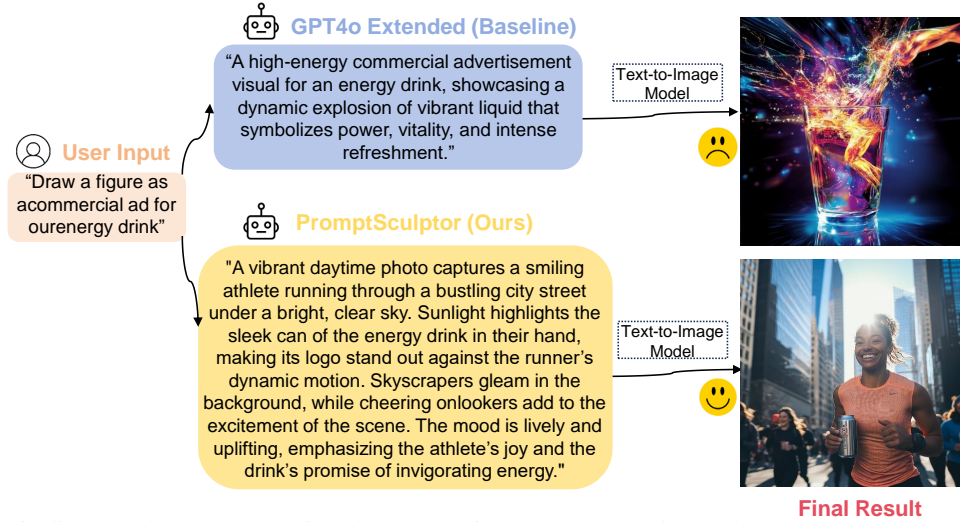 GPT4o Extended (Baseline)
“A high-energy commercial advertisement
visual for an energy drink, showcasing a
dynamic explosion of vibrant liquid that
symbolizes power, vitality, and intense
refreshment.”
Text-to-Image
Model
User Input
“Draw a figure as
acommercial ad for
ourenergy drink”
PromptSculptor (Ours)
"A vibrant daytime photo captures a smiling
athlete running through a bustling city street
under a bright, clear sky. Sunlight highlights the
sleek can of the energy drink in their hand,
making its logo stand out against the runner’s
dynamic motion. Skyscrapers gleam in the
background, while cheering onlookers add to the
excitement of the scene. The mood is lively and
uplifting, emphasizing the athlete’s joy and the
drink’s promise of invigorating energy."
Text-to-Image
Model
Final Result